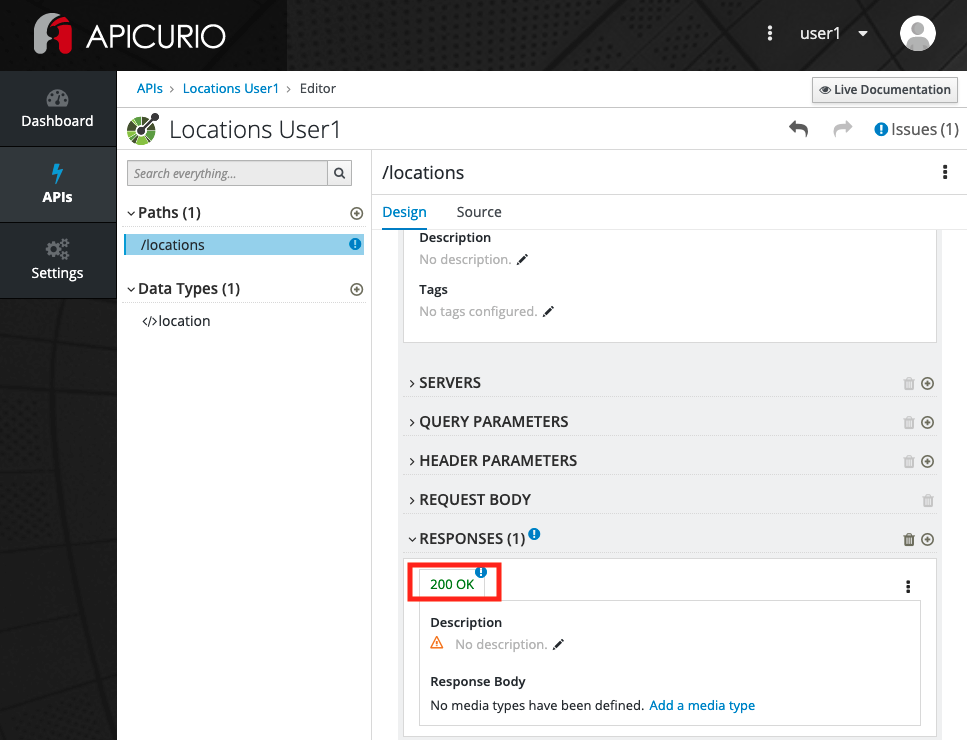 APICURIO
user1
Dashboard
APIs
Settings
APIs › Locations User1 › Editor
Live Documentation
Locations User1
Issues (1)
Search everything...
Paths (1)
/locations
Data Types (1)
</>location
/locations
Design Source
Description
No description.
Tags
No tags configured.
SERVERS
QUERY PARAMETERS
HEADER PARAMETERS
REQUEST BODY
RESPONSES (1)
200 OK
Description
No description.
Response Body
No media types have been defined. Add a media type